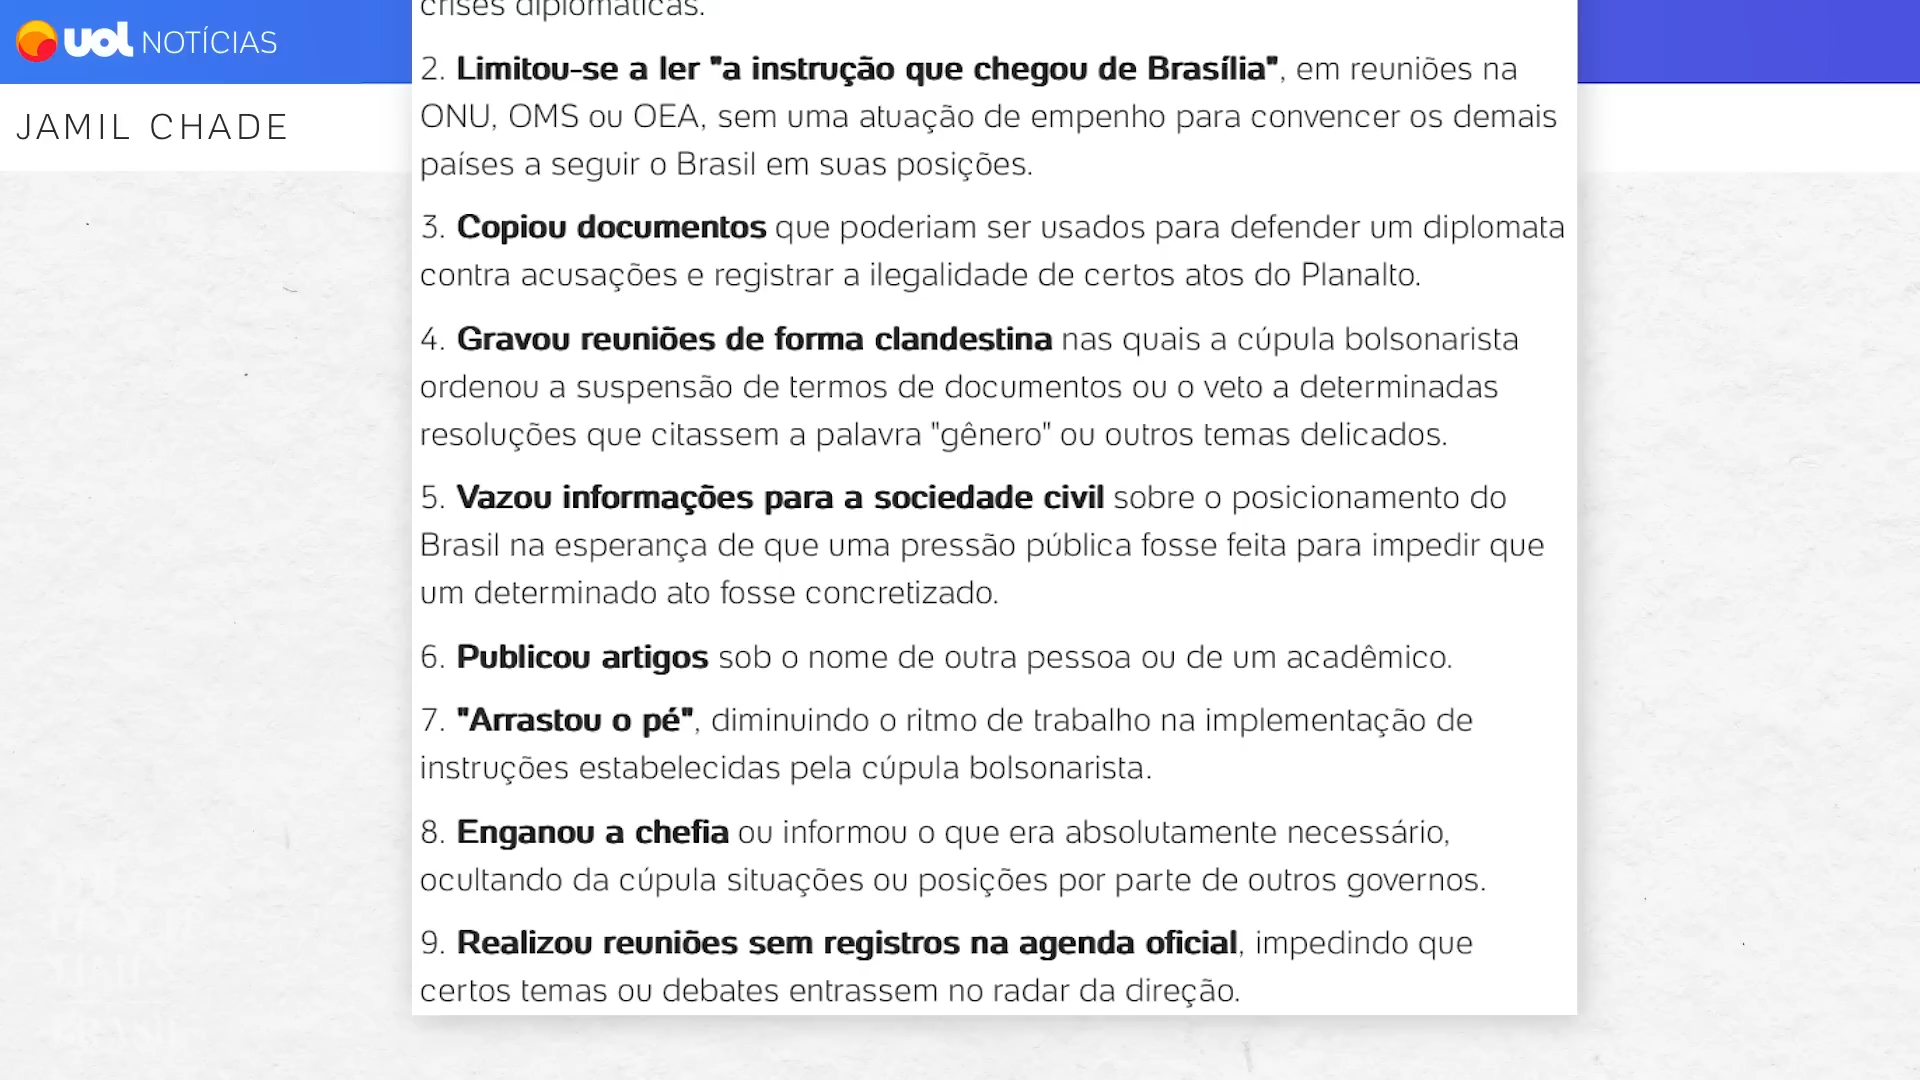 crises diplomáticas.
uol NOTÍCIAS
JAMIL CHADE
2. Limitou-se a ler "a instrução que chegou de Brasília", em reuniões na
ONU, OMS ou OEA, sem uma atuação de empenho para convencer os demais
países a seguir o Brasil em suas posições.
3. Copiou documentos que poderiam ser usados para defender um diplomata
contra acusações e registrar a ilegalidade de certos atos do Planalto.
4. Gravou reuniões de forma clandestina nas quais a cúpula bolsonarista
ordenou a suspensão de termos de documentos ou o veto a determinadas
resoluções que citassem a palavra "gênero" ou outros temas delicados.
5. Vazou informações para a sociedade civil sobre o posicionamento do
Brasil na esperança de que uma pressão pública fosse feita para impedir que
um determinado ato fosse concretizado.
6. Publicou artigos sob o nome de outra pessoa ou de um acadêmico.
7. "Arrastou o pé", diminuindo o ritmo de trabalho na implementação de
instruções estabelecidas pela cúpula bolsonarista.
8. Enganou a chefia ou informou o que era absolutamente necessário,
ocultando da cúpula situações ou posições por parte de outros governos.
9. Realizou reuniões sem registros na agenda oficial, impedindo que
certos temas ou debates entrassem no radar da direção.